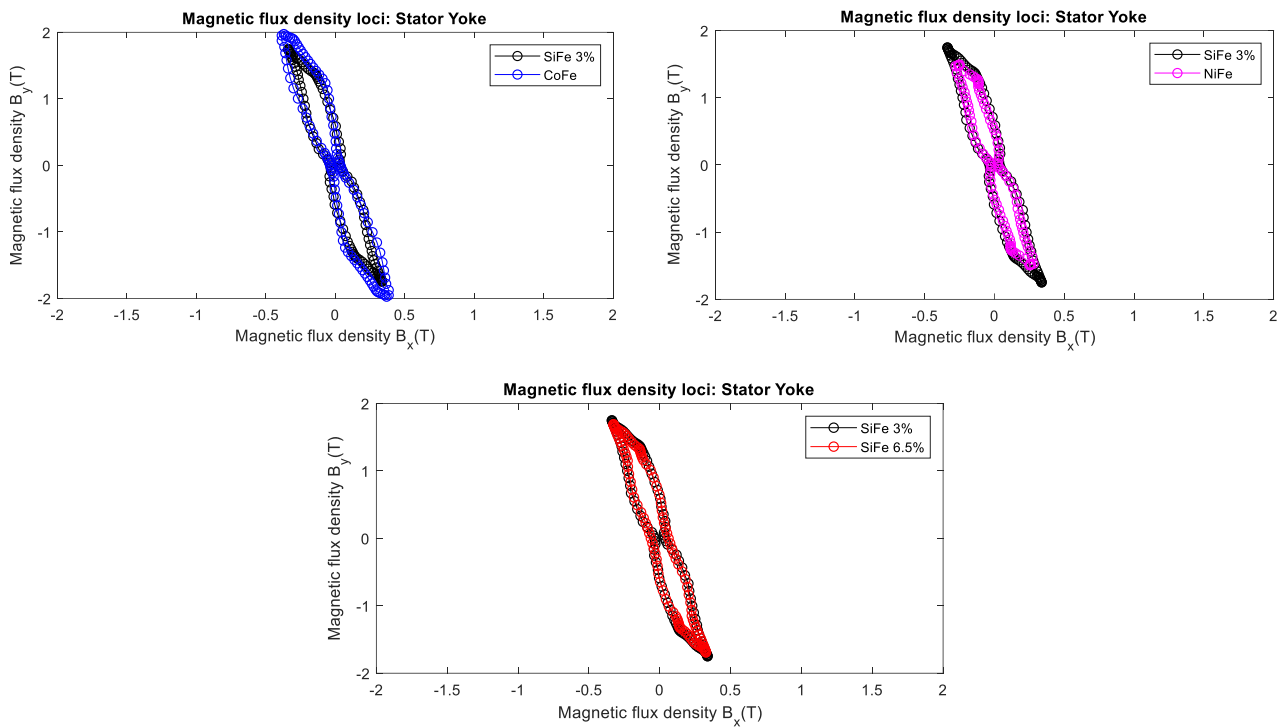 Magnetic flux density loci: Stator Yoke
SiFe 3%
CoFe
Magnetic flux density B_y(T)
2
1
0
-1
-2
-2
-1.5
-1
-0.5
0
0.5
1
1.5
2
Magnetic flux density B_x(T)
Magnetic flux density loci: Stator Yoke
SiFe 3%
NiFe
Magnetic flux density B_y(T)
2
1
0
-1
-2
-2
-1.5
-1
-0.5
0
0.5
1
1.5
2
Magnetic flux density B_x(T)
Magnetic flux density loci: Stator Yoke
SiFe 3%
SiFe 6.5%
Magnetic flux density B_y(T)
2
1
0
-1
-2
-2
-1.5
-1
-0.5
0
0.5
1
1.5
2
Magnetic flux density B_x(T)